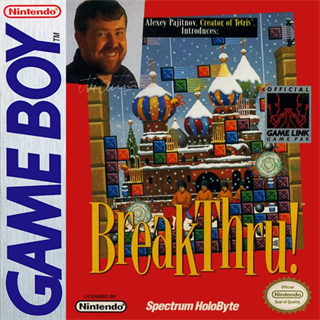 Nintendo
GAME BOY
TM
Alexey Pajitnov, Creator of Tetris
Introduces:
OFFICIAL
GAME LINK
GAME PAK
BreakThru!
LICENSED BY
Nintendo
Spectrum HoloByte
Official
Nintendo
Seal of Quality